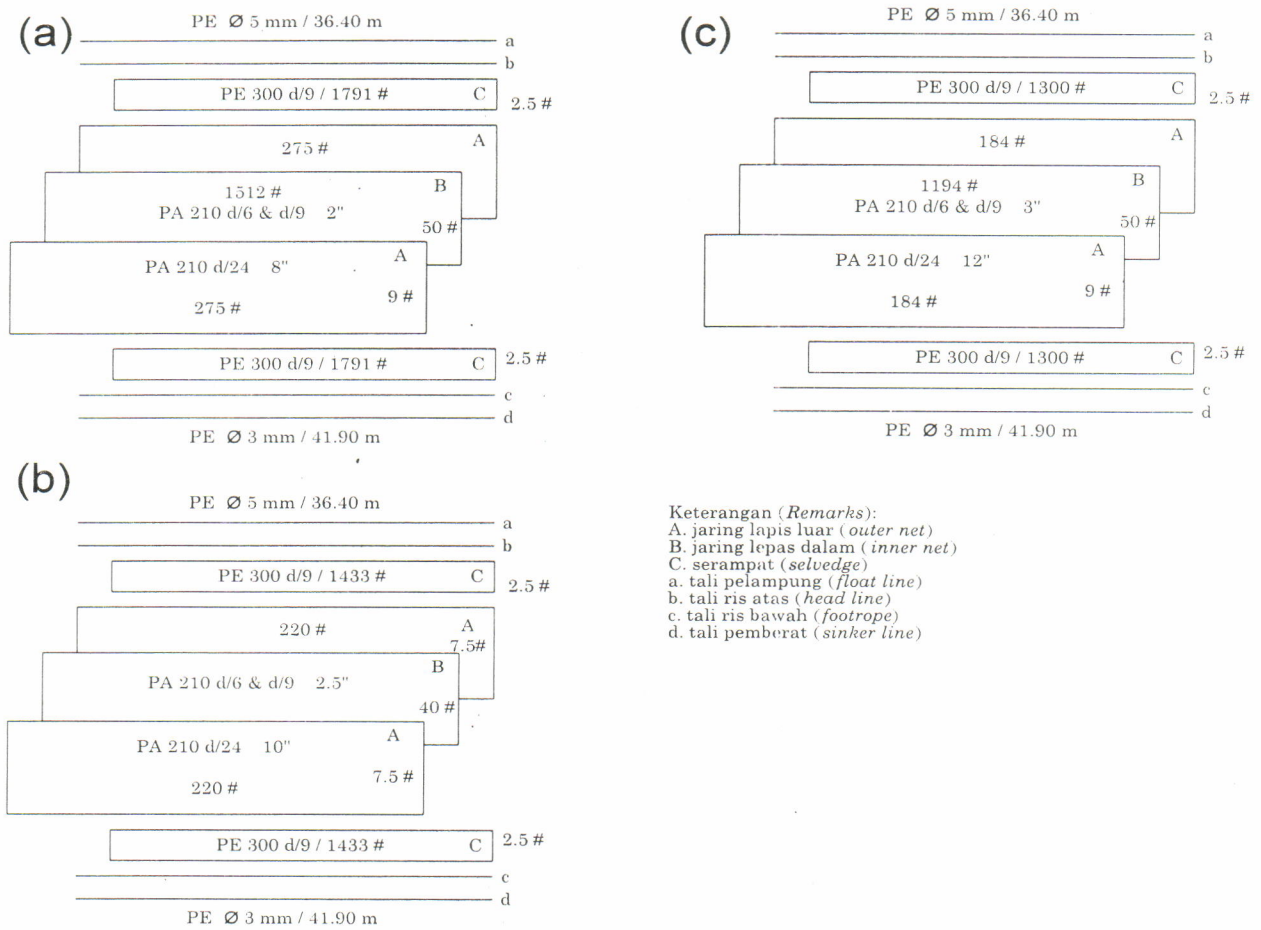 (a)
PE Ø 5 mm / 36.40 m
a
b
PE 300 d/9 / 1791 # C
2.5 #
275 # A
1512 # B
PA 210 d/6 & d/9 2"
50 #
PA 210 d/24 8" A
9 #
275 #
PE 300 d/9 / 1791 # C
2.5 #
c
d
PE Ø 3 mm / 41.90 m
(b)
PE Ø 5 mm / 36.40 m
a
b
PE 300 d/9 / 1433 # C
2.5 #
220 # A
7.5#
B
PA 210 d/6 & d/9 2.5"
40 #
PA 210 d/24 10" A
7.5 #
220 #
PE 300 d/9 / 1433 # C
2.5 #
c
d
PE Ø 3 mm / 41.90 m
(c)
PE Ø 5 mm / 36.40 m
a
b
PE 300 d/9 / 1300 # C
2.5 #
184 # A
1194 # B
PA 210 d/6 & d/9 3"
50 #
PA 210 d/24 12" A
9 #
184 #
PE 300 d/9 / 1300 # C
2.5 #
c
d
PE Ø 3 mm / 41.90 m
Keterangan (Remarks):
A. jaring lapis luar (outer net)
B. jaring lepas dalam (inner net)
C. serampat (selvedge)
a. tali pelampung (float line)
b. tali ris atas (head line)
c. tali ris bawah (footrope)
d. tali pemberat (sinker line)